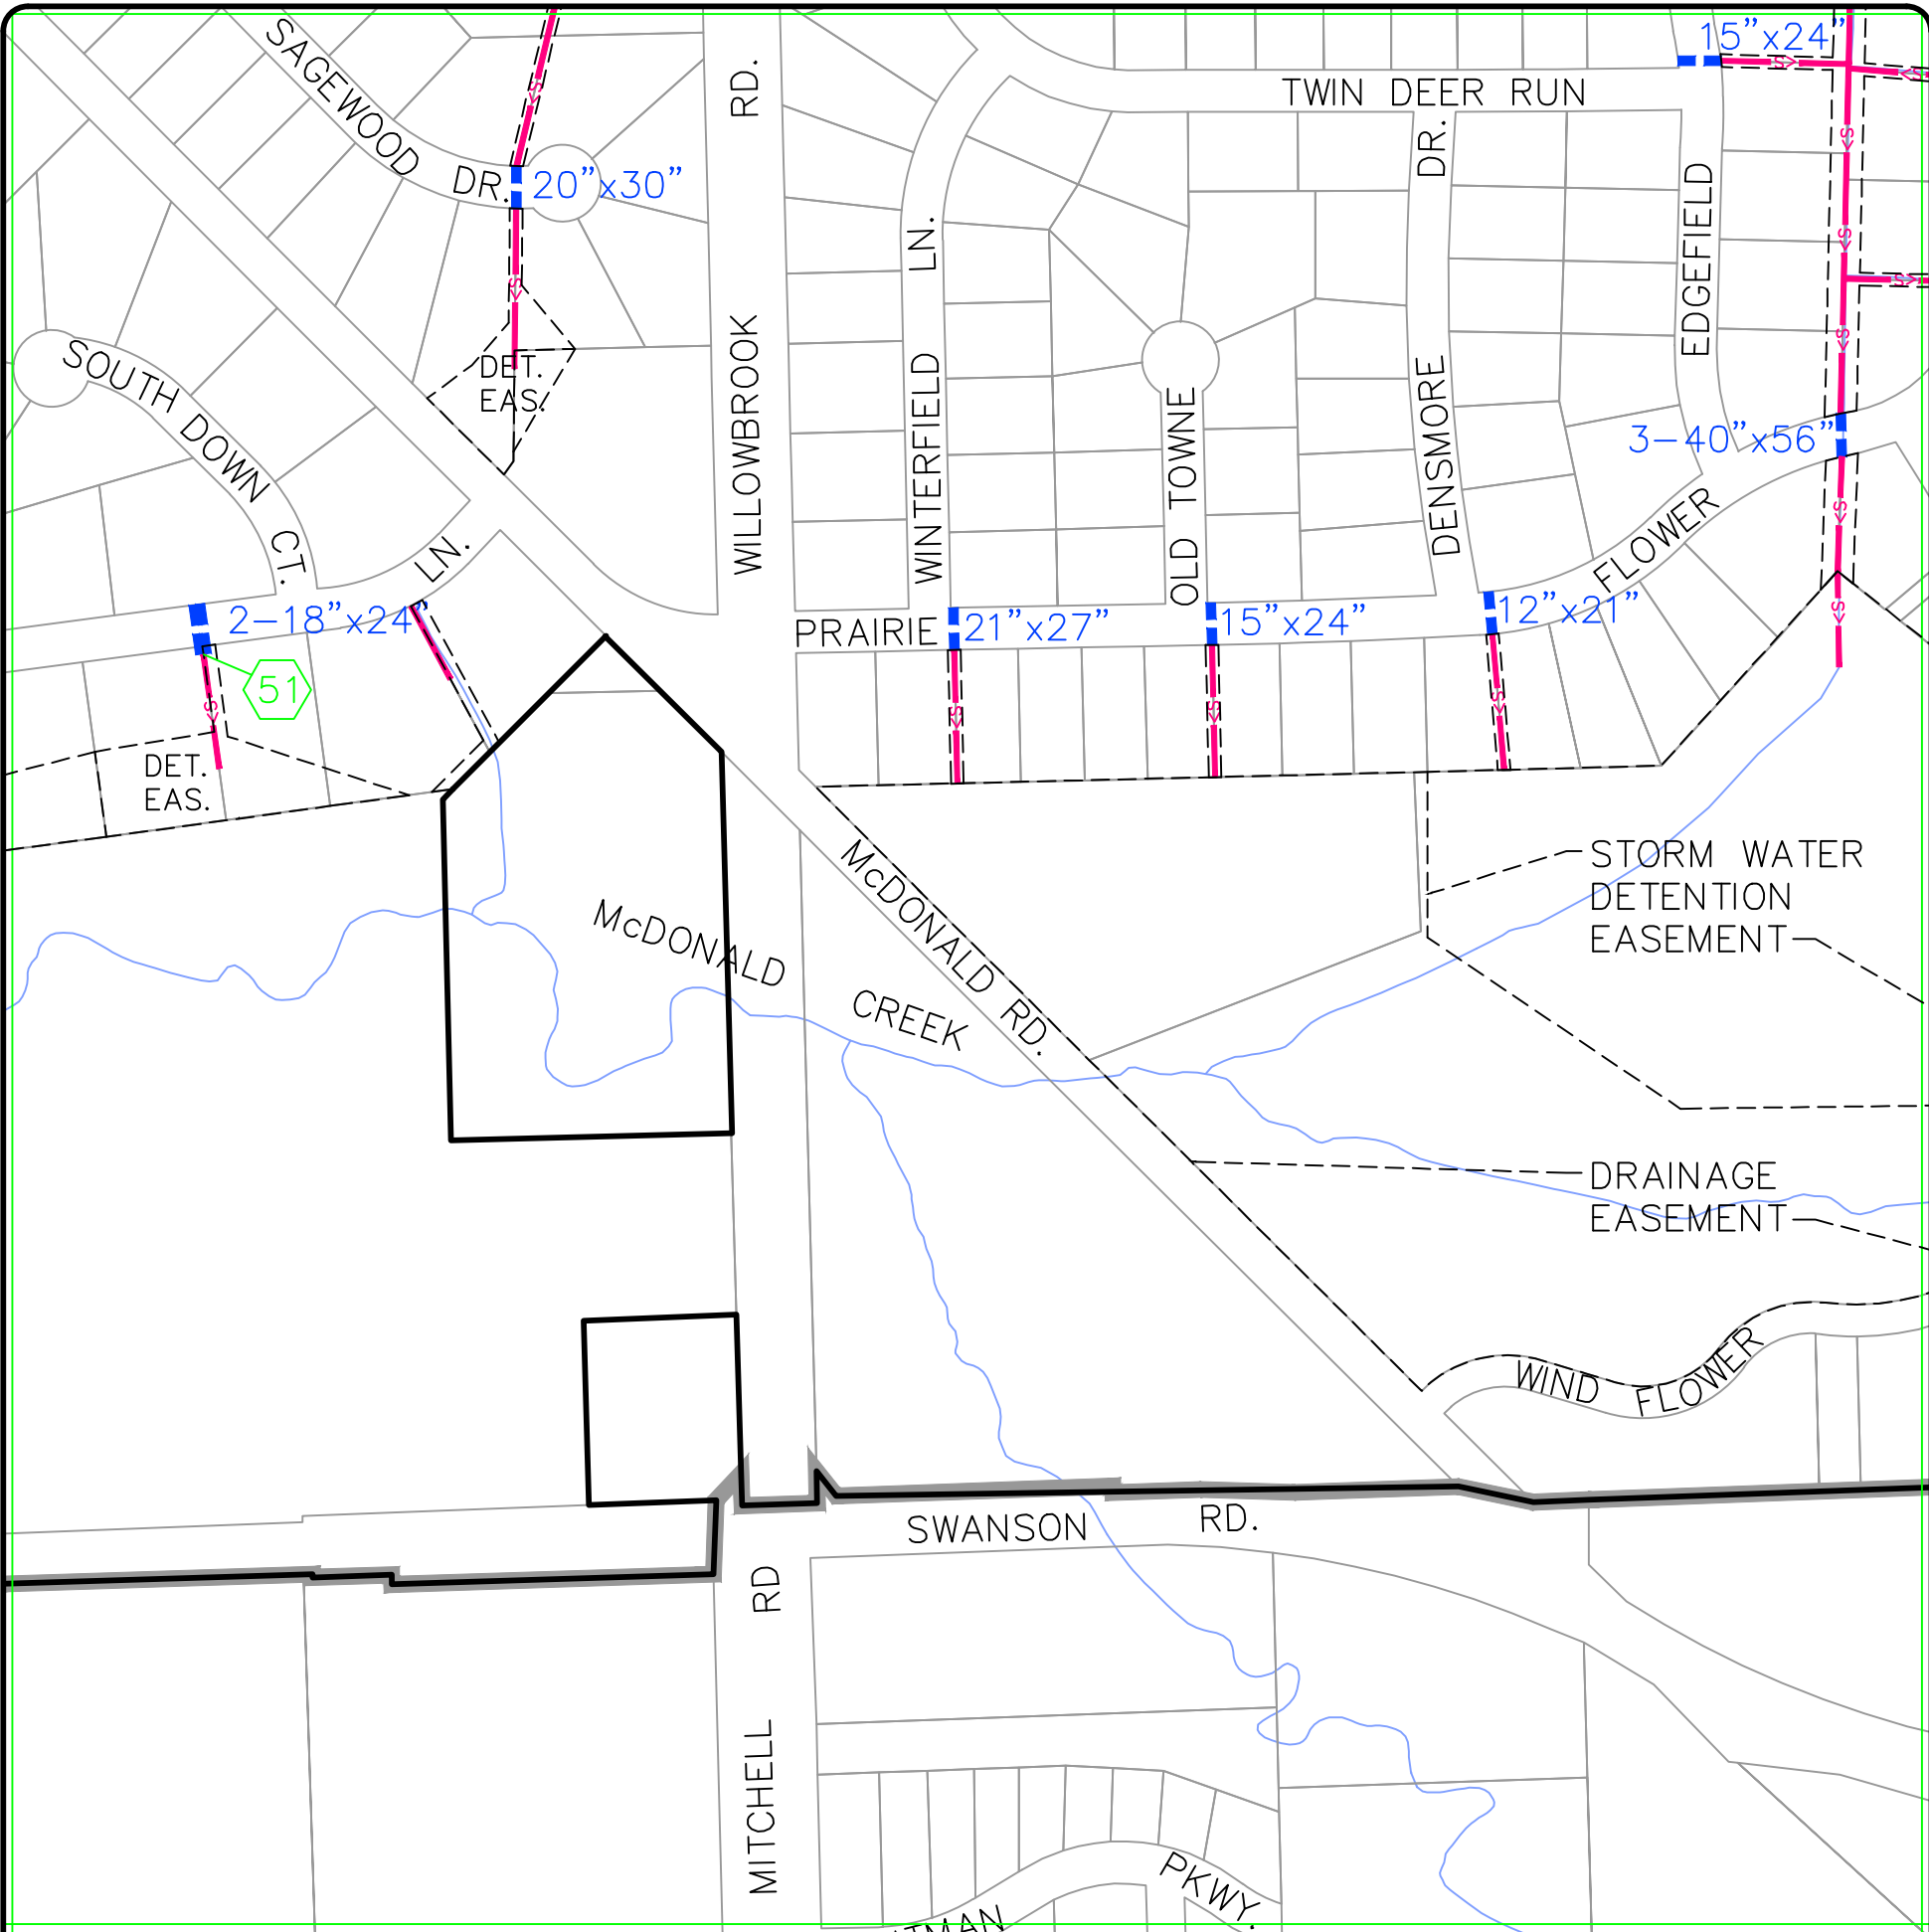 15”x24”
SAGEWOOD DR.
RD.
TWIN DEER RUN
DR.
20”x30”
LN.
EDGEFIELD
SOUTH DOWN CT.
DET.
EAS.
WILLOWBROOK
WINTERFIELD
OLD TOWNE
DENSMORE
3-40”x56”
FLOWER
LN.
2-18”x24”
PRAIRIE
21”x27”
15”x24”
12”x21”
51
DET.
EAS.
STORM WATER
DETENTION
EASEMENT
McDONALD RD.
McDONALD CREEK
DRAINAGE
EASEMENT
WIND FLOWER
SWANSON RD.
MITCHELL RD
PKWY.
S
S
S
S
S
S
S
S
S
S
S
S
S
S